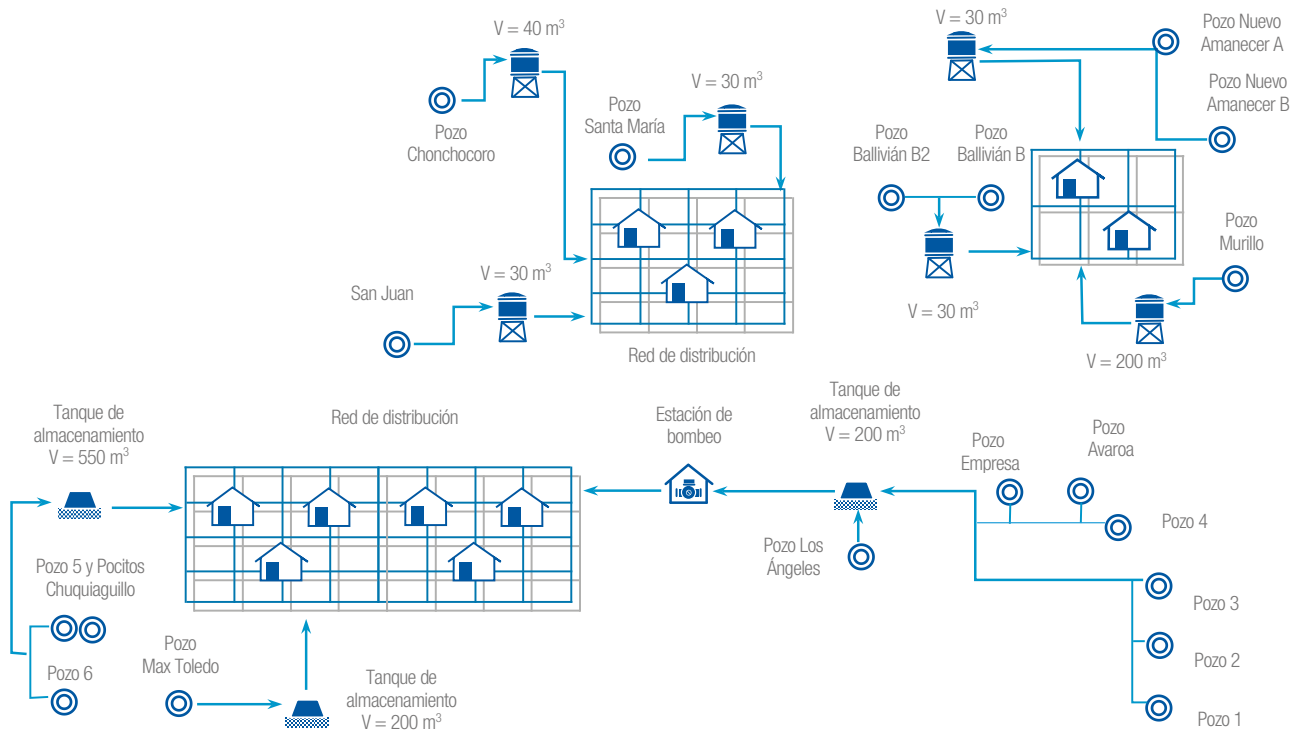 V = 40 m³
Pozo
Chonchocoro
Pozo
Santa María
V = 30 m³
San Juan
V = 30 m³
Red de distribución
V = 30 m³
Pozo Nuevo
Amanecer A
Pozo Nuevo
Amanecer B
Pozo
Ballivián B2
Pozo
Ballivián B
V = 30 m³
Pozo
Murillo
V = 200 m³
Tanque de
almacenamiento
V = 550 m³
Red de distribución
Estación de
bombeo
Tanque de
almacenamiento
V = 200 m³
Pozo
Empresa
Pozo
Avaroa
Pozo 4
Pozo Los
Ángeles
Pozo 3
Pozo 2
Pozo 1
Pozo 5 y Pocitos
Chuquiaguillo
Pozo 6
Pozo
Max Toledo
Tanque de
almacenamiento
V = 200 m³